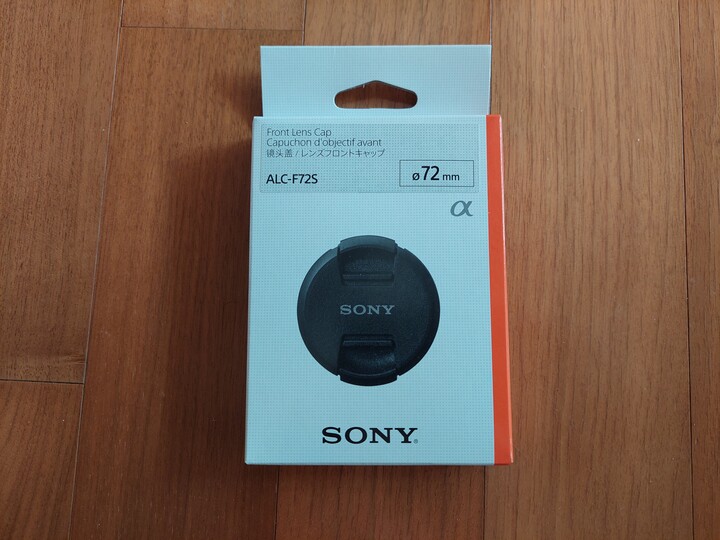 Front Lens Cap
Capuchon d'objectif avant
镜头盖 / レンズフロントキャップ
ALC-F72S
ø72 mm
α
SONY
SONY®